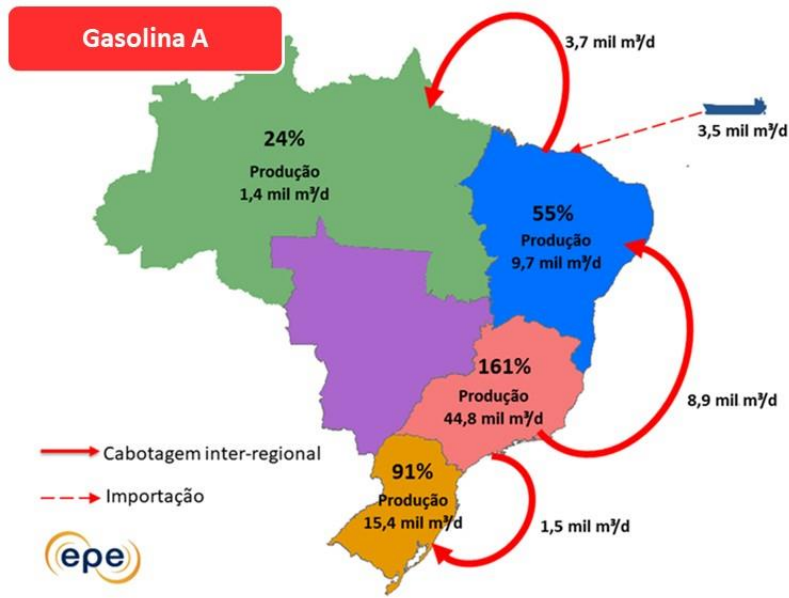 Gasolina A
3,7 mil m³/d
3,5 mil m³/d
24%
Produção
1,4 mil m³/d
55%
Produção
9,7 mil m³/d
161%
Produção
44,8 mil m³/d
8,9 mil m³/d
Cabotagem inter-regional
Importação
91%
Produção
15,4 mil m³/d
1,5 mil m³/d
epe